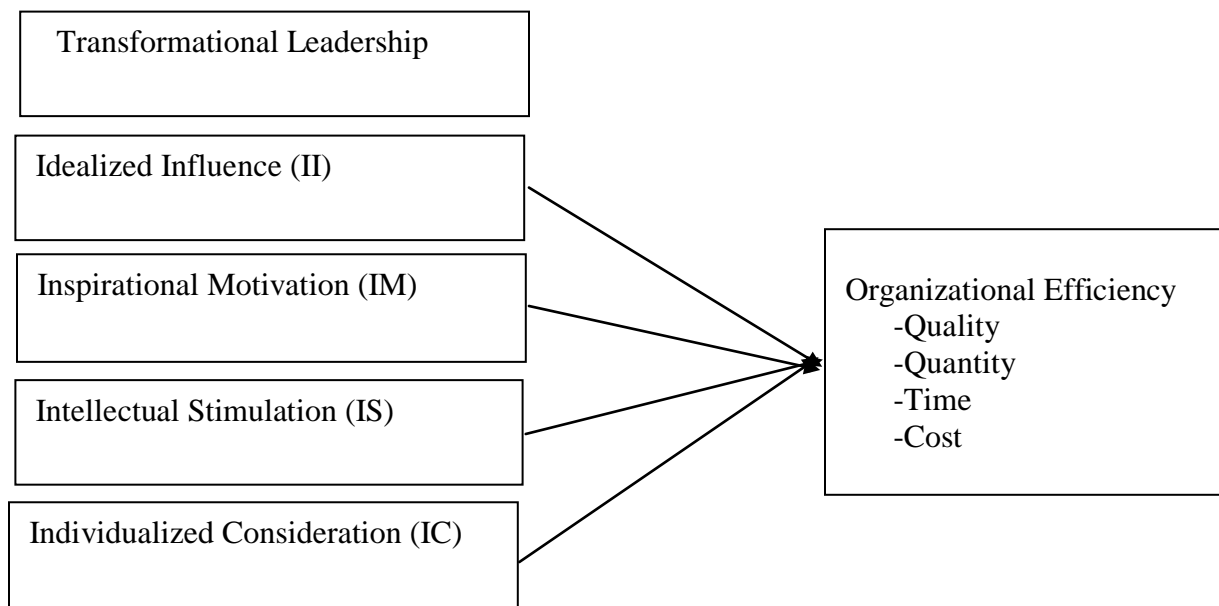 Transformational Leadership
Idealized Influence (II)
Inspirational Motivation (IM)
Intellectual Stimulation (IS)
Individualized Consideration (IC)
Organizational Efficiency
-Quality
-Quantity
-Time
-Cost